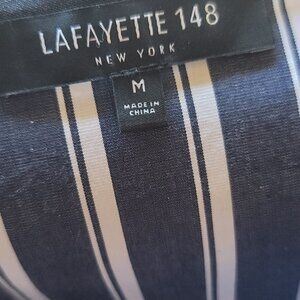 LAFAYETTE 148
NEW YORK
M
MADE IN
CHINA